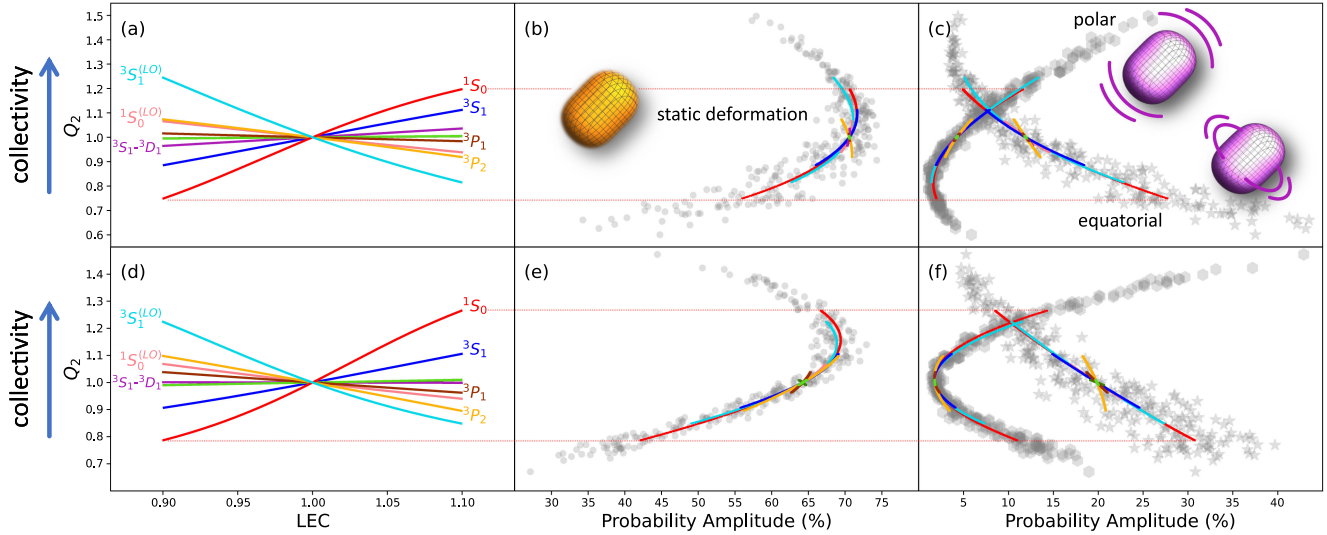 collectivity
Q₂
1.5
1.4
1.3
1.2
1.1
1.0
0.9
0.8
0.7
0.6
(a)
³S₁⁽ᴸᴼ⁾
¹S₀⁽ᴸᴼ⁾
³S₁-³D₁
¹S₀
³S₁
³P₁
³P₂
(b)
static deformation
(c)
polar
equatorial
collectivity
Q₂
1.4
1.3
1.2
1.1
1.0
0.9
0.8
0.7
(d)
³S₁⁽ᴸᴼ⁾
¹S₀⁽ᴸᴼ⁾
³S₁-³D₁
¹S₀
³S₁
³P₁
³P₂
(e)
(f)
0.90 0.95 1.00 1.05 1.10
LEC
30 35 40 45 50 55 60 65 70 75
Probability Amplitude (%)
5 10 15 20 25 30 35 40
Probability Amplitude (%)